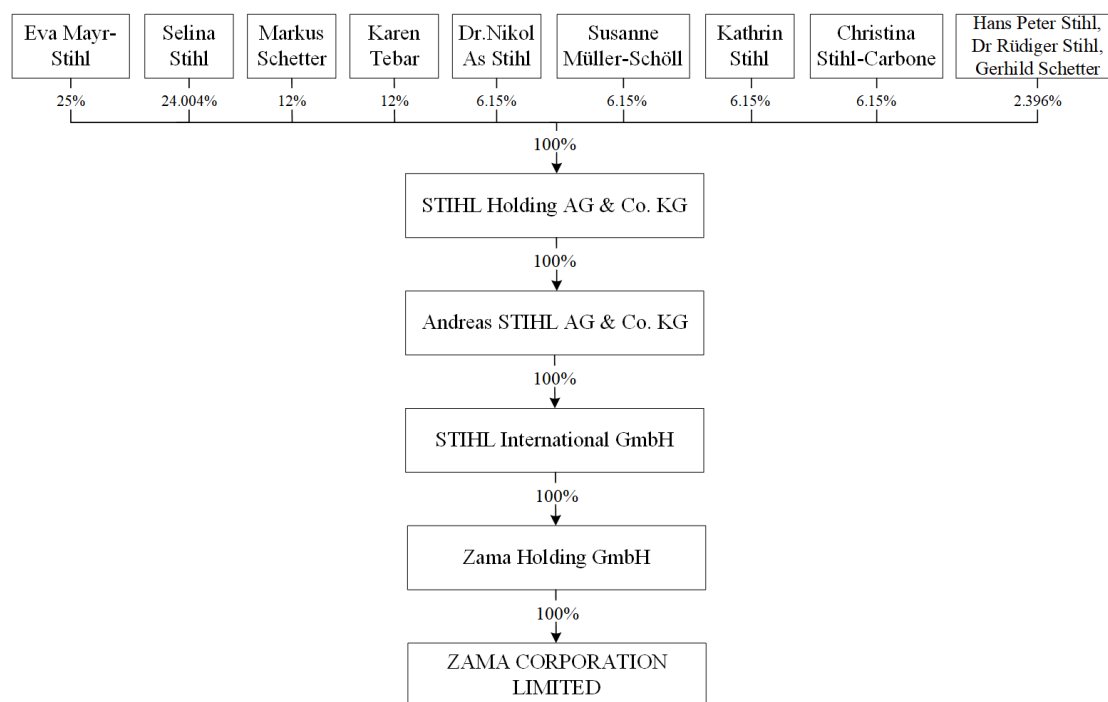 Eva Mayr-
Stihl
Selina
Stihl
Markus
Schetter
Karen
Tebar
Dr.Nikol
As Stihl
Susanne
Müller-Schöll
Kathrin
Stihl
Christina
Stihl-Carbone
Hans Peter Stihl,
Dr Rüdiger Stihl,
Gerhild Schetter
25%
24.004%
12%
12%
6.15%
6.15%
6.15%
6.15%
2.396%
100%
STIHL Holding AG & Co. KG
100%
Andreas STIHL AG & Co. KG
100%
STIHL International GmbH
100%
Zama Holding GmbH
100%
ZAMA CORPORATION
LIMITED